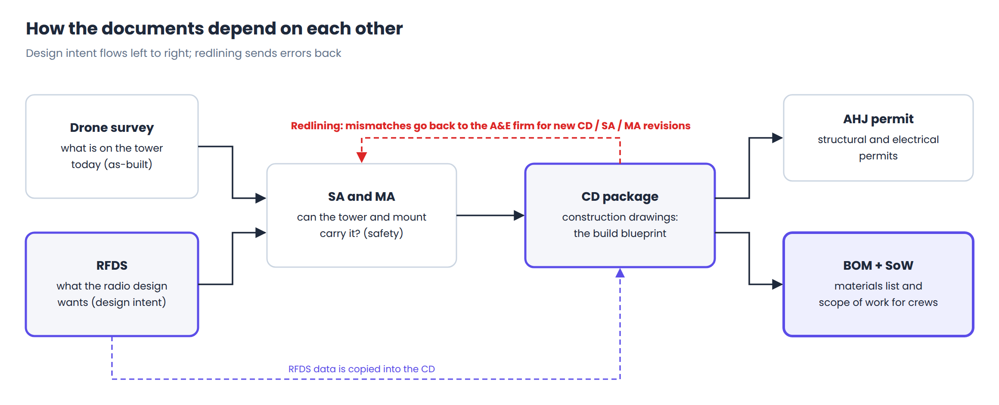 How the documents depend on each other
Design intent flows left to right; redlining sends errors back
Drone survey
what is on the tower
today (as-built)
RFDS
what the radio design
wants (design intent)
Redlining: mismatches go back to the A&E firm for new CD / SA / MA revisions
SA and MA
can the tower and mount
carry it? (safety)
CD package
construction drawings:
the build blueprint
AHJ permit
structural and electrical
permits
BOM + SoW
materials list and
scope of work for crews
RFDS data is copied into the CD